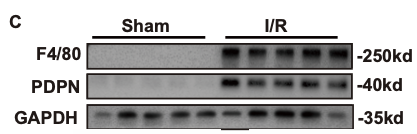 C
Sham I/R
F4/80 -250kd
PDPN -40kd
GAPDH -35kd